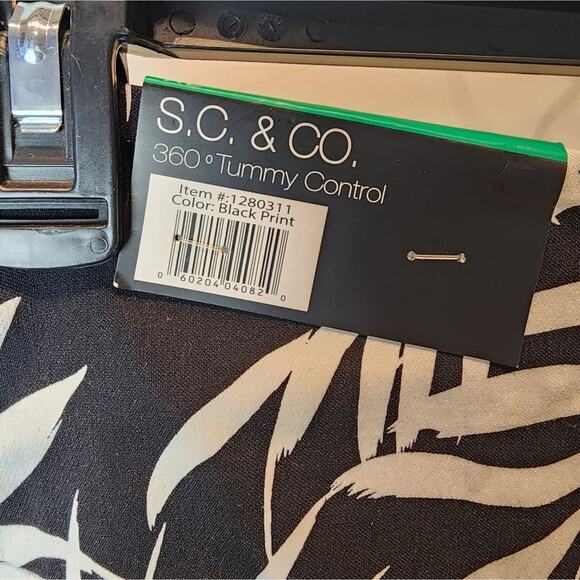 S.C. & CO.
360° Tummy Control
Item #:1280311
Color: Black Print
0 60204 04082 0